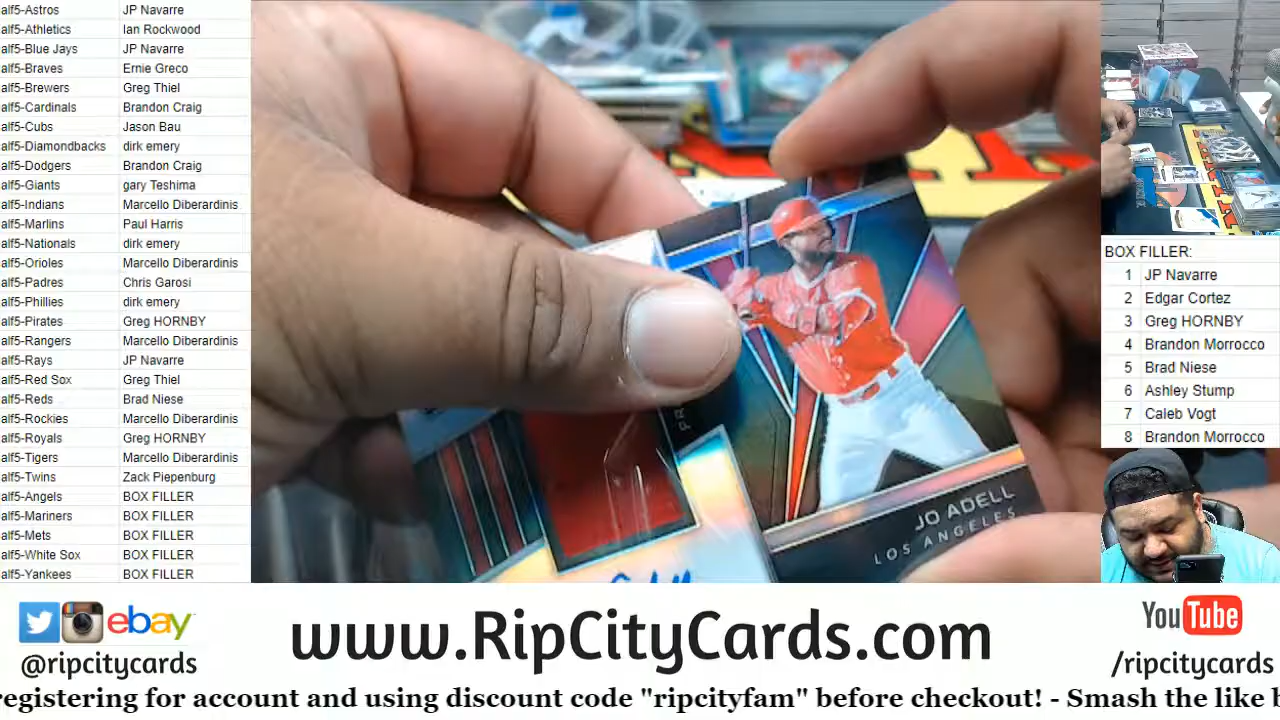 alf5-Astros JP Navarre
alf5-Athletics Ian Rockwood
alf5-Blue Jays JP Navarre
alf5-Braves Ernie Greco
alf5-Brewers Greg Thiel
alf5-Cardinals Brandon Craig
alf5-Cubs Jason Bau
alf5-Diamondbacks dirk emery
alf5-Dodgers Brandon Craig
alf5-Giants gary Teshima
alf5-Indians Marcello Diberardinis
alf5-Marlins Paul Harris
alf5-Nationals dirk emery
alf5-Orioles Marcello Diberardinis
alf5-Padres Chris Garosi
alf5-Phillies dirk emery
alf5-Pirates Greg HORNBY
alf5-Rangers Marcello Diberardinis
alf5-Rays JP Navarre
alf5-Red Sox Greg Thiel
alf5-Reds Brad Niese
alf5-Rockies Marcello Diberardinis
alf5-Royals Greg HORNBY
alf5-Tigers Marcello Diberardinis
alf5-Twins Zack Piepenburg
alf5-Angels BOX FILLER
alf5-Mariners BOX FILLER
alf5-Mets BOX FILLER
alf5-White Sox BOX FILLER
alf5-Yankees BOX FILLER
JO ADELL
LOS ANGELES
BOX FILLER:
1 JP Navarre
2 Edgar Cortez
3 Greg HORNBY
4 Brandon Morrocco
5 Brad Niese
6 Ashley Stump
7 Caleb Vogt
8 Brandon Morrocco
ebay
@ripcitycards
www.RipCityCards.com
YouTube
/ripcitycards
registering for account and using discount code "ripcityfam" before checkout! - Smash the like b